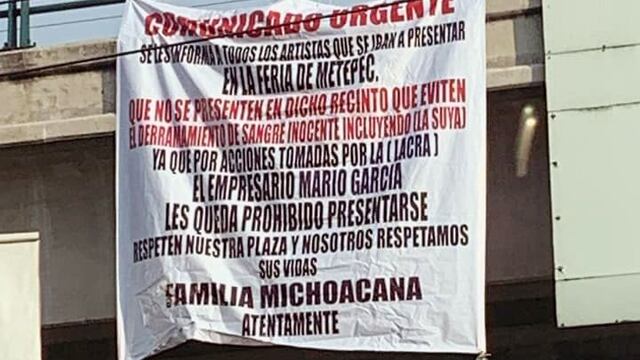 COMUNICADO URGENTE
SE LES INFORMA A TODOS LOS ARTISTAS QUE SE IBAN A PRESENTAR
EN LA FERIA DE METEPEC.
QUE NO SE PRESENTEN EN DICHO RECINTO QUE EVITEN
EL DERRAMAMIENTO DE SANGRE INOCENTE INCLUYENDO (LA SUYA)
YA QUE POR ACCIONES TOMADAS POR LA ( LACRA )
EL EMPRESARIO MARIO GARCÍA
LES QUEDA PROHIBIDO PRESENTARSE
RESPETEN NUESTRA PLAZA Y NOSOTROS RESPETAMOS
SUS VIDAS
FAMILIA MICHOACANA
ATENTAMENTE